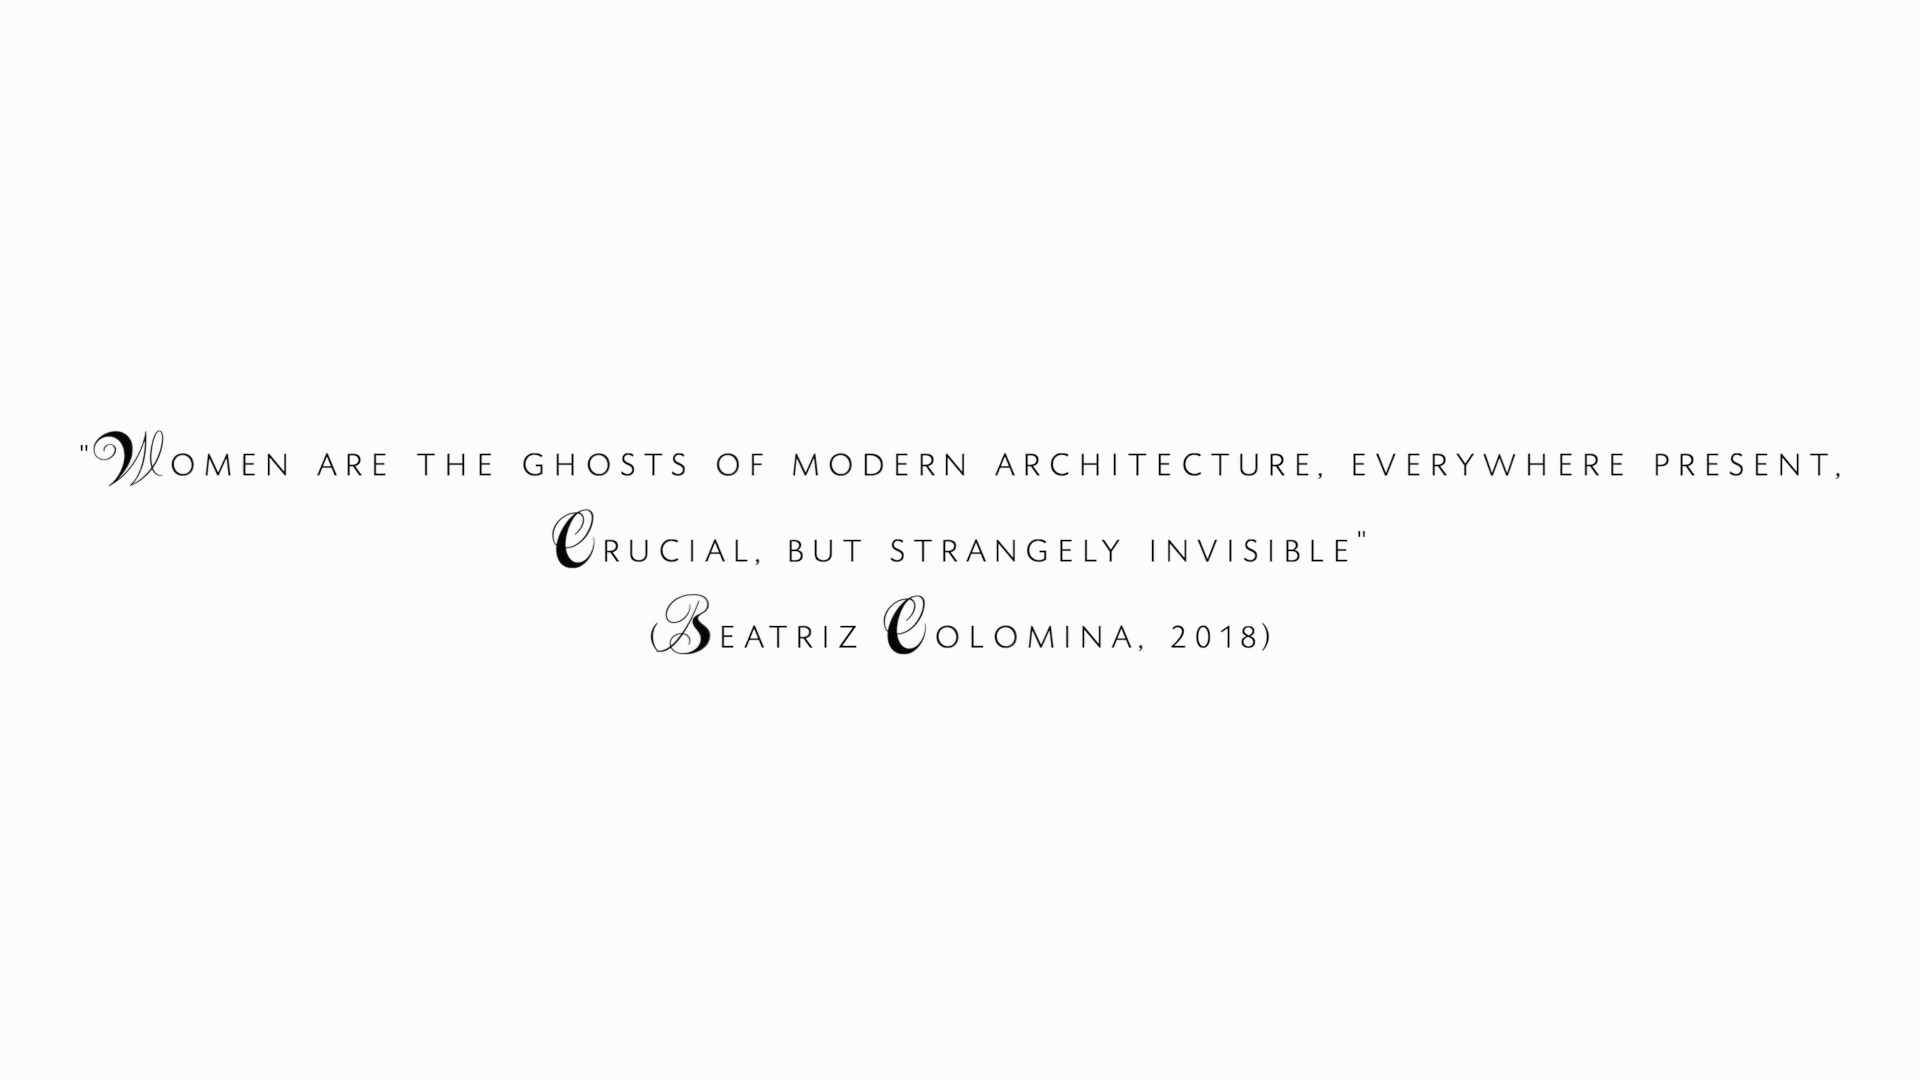 "Women are the ghosts of modern architecture, everywhere present,
Crucial, but strangely invisible"
(Beatriz Colomina, 2018)